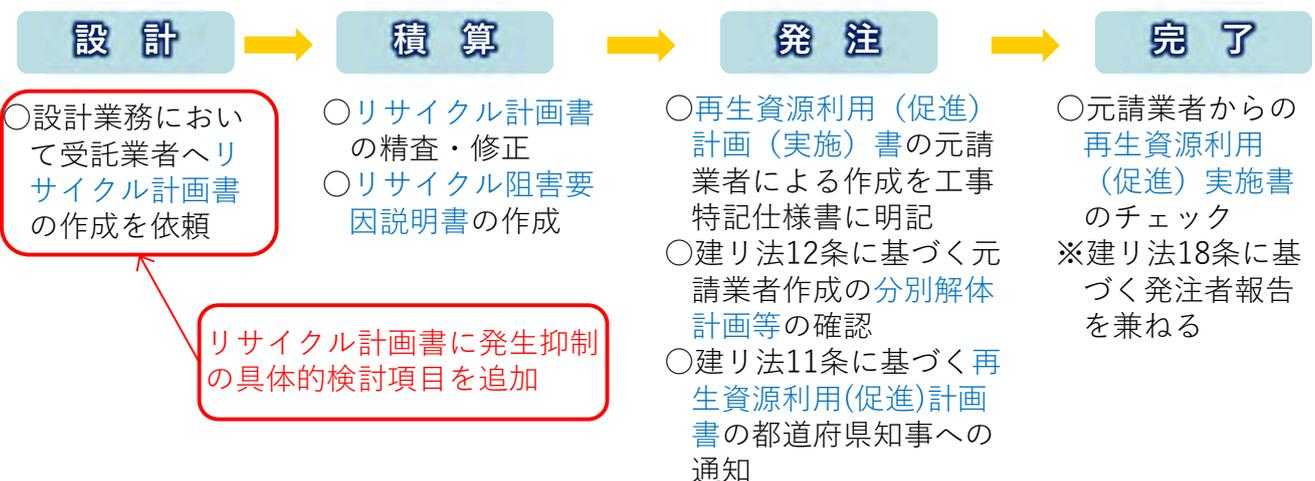 設 計
積 算
発 注
完 了
○設計業務におい
て受託業者へリ
サイクル計画書
の作成を依頼
○リサイクル計画書
の精査・修正
○リサイクル阻害要
因説明書の作成
○再生資源利用（促進）
計画（実施）書の元請
業者による作成を工事
特記仕様書に明記
○建リ法12条に基づく元
請業者作成の分別解体
計画等の確認
○建リ法11条に基づく再
生資源利用(促進)計画
書の都道府県知事への
通知
○元請業者からの
再生資源利用
（促進）実施書
のチェック
※建リ法18条に基
づく発注者報告
を兼ねる
リサイクル計画書に発生抑制
の具体的検討項目を追加